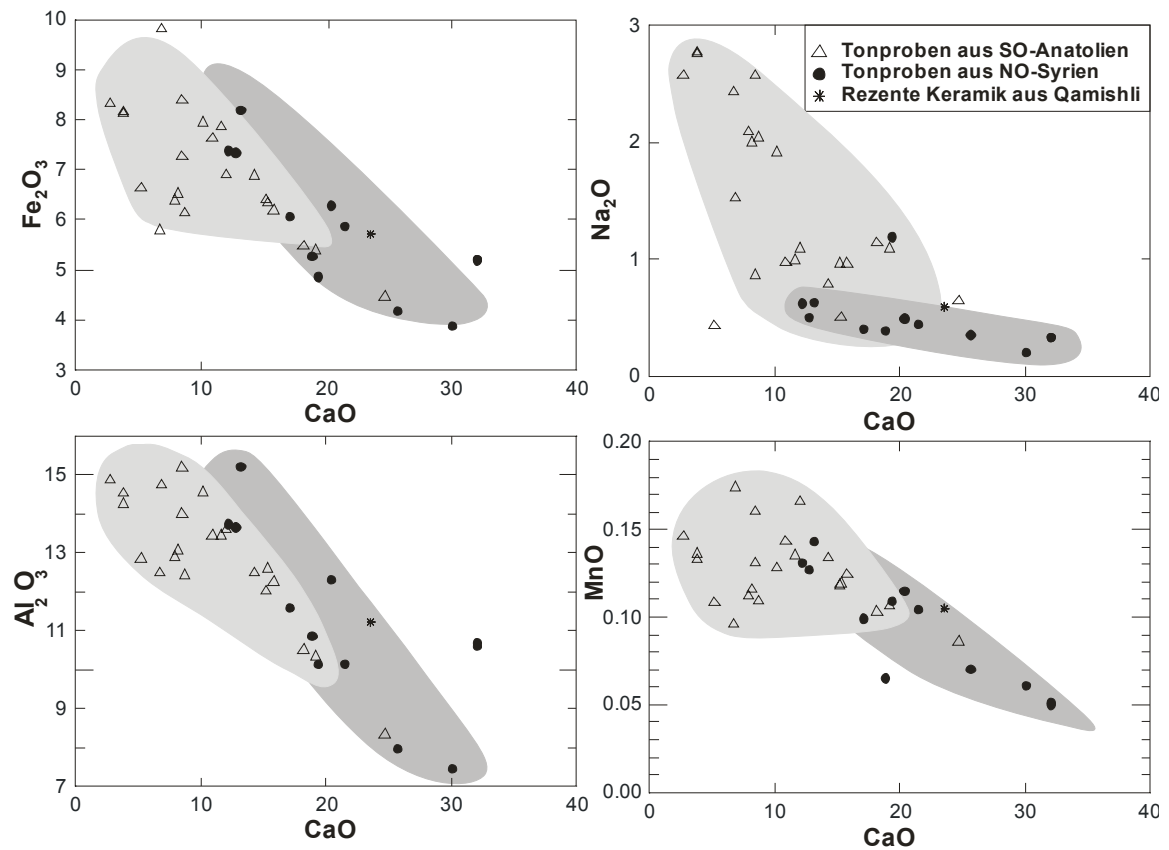 10
9
8
7
6
5
4
3
Fe2O3
0 10 20 30 40
CaO
3
2
1
0
Na2O
0 10 20 30 40
CaO
Tonproben aus SO-Anatolien
Tonproben aus NO-Syrien
Rezente Keramik aus Qamishli
15
13
11
9
7
Al2O3
0 10 20 30 40
CaO
0.20
0.15
0.10
0.05
0.00
MnO
0 10 20 30 40
CaO